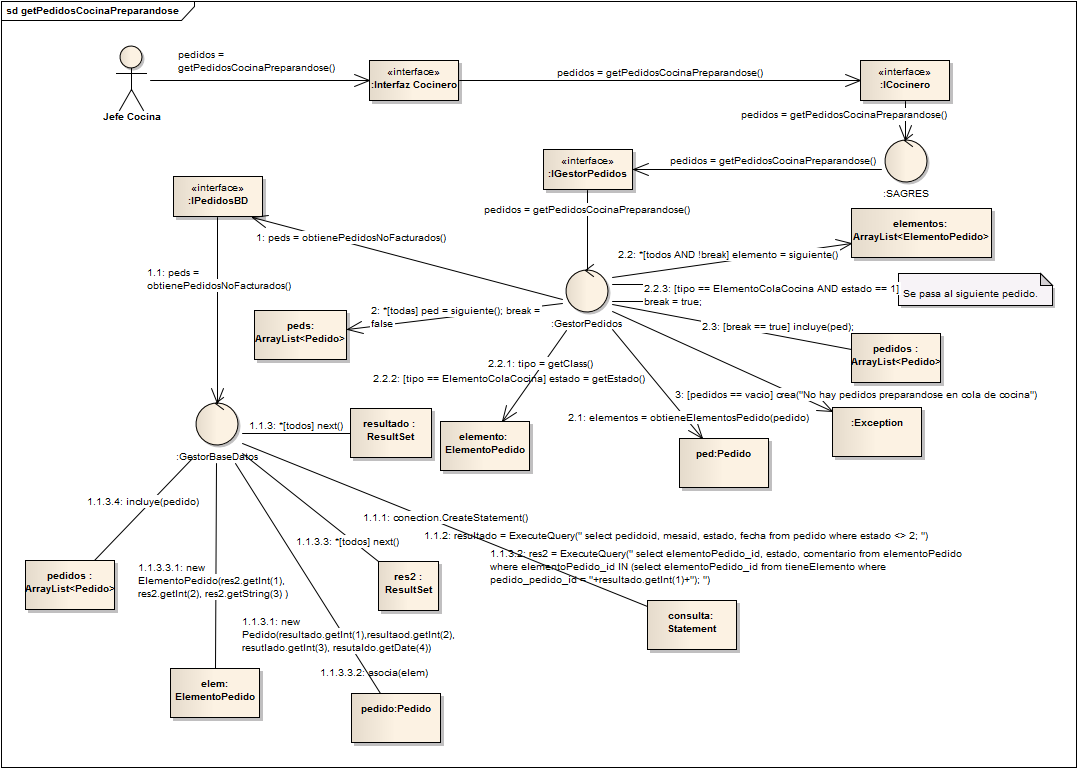 sd getPedidosCocinaPreparandose
pedidos =
getPedidosCocinaPreparandose()
Jefe Cocina
«interface»
:Interfaz Cocinero
pedidos = getPedidosCocinaPreparandose()
«interface»
:ICocinero
pedidos = getPedidosCocinaPreparandose()
:SAGRES
pedidos = getPedidosCocinaPreparandose()
«interface»
:IGestorPedidos
pedidos = getPedidosCocinaPreparandose()
«interface»
:IPedidosBD
1: peds = obtienePedidosNoFacturados()
1.1: peds =
obtienePedidosNoFacturados()
elementos:
ArrayList<ElementoPedido>
2.2: *[todos AND !break] elemento = siguiente()
2.2.3: [tipo == ElementoColaCocina AND estado == 1]
break = true;
Se pasa al siguiente pedido.
:GestorPedidos
2: *[todas] ped = siguiente(); break =
false
peds:
ArrayList<Pedido>
2.3: [break == true] incluye(ped);
pedidos :
ArrayList<Pedido>
2.2.1: tipo = getClass()
2.2.2: [tipo == ElementoColaCocina] estado = getEstado()
3: [pedidos == vacio] crea("No hay pedidos preparandose en cola de cocina")
2.1: elementos = obtieneElementosPedido(pedido)
:Exception
elemento:
ElementoPedido
ped:Pedido
1.1.3: *[todos] next()
resultado :
ResultSet
:GestorBaseDatos
1.1.3.4: incluye(pedido)
1.1.1: conection.CreateStatement()
1.1.2: resultado = ExecuteQuery(" select pedidoid, mesaid, estado, fecha from pedido where estado <> 2; ")
1.1.3.3: *[todos] next()
1.1.3.2: res2 = ExecuteQuery(" select elementoPedido_id, estado, comentario from elementoPedido
where elementoPedido_id IN (select elementoPedido_id from tieneElemento where
pedido_pedido_id = "+resultado.getInt(1)+"); ")
pedidos :
ArrayList<Pedido>
1.1.3.3.1: new
ElementoPedido(res2.getInt(1),
res2.getInt(2), res2.getString(3) )
res2 :
ResultSet
consulta:
Statement
1.1.3.1: new
Pedido(resultado.getInt(1),resultaod.getInt(2),
resutlado.getInt(3), resutaldo.getDate(4))
1.1.3.3.2: asocia(elem)
elem:
ElementoPedido
pedido:Pedido